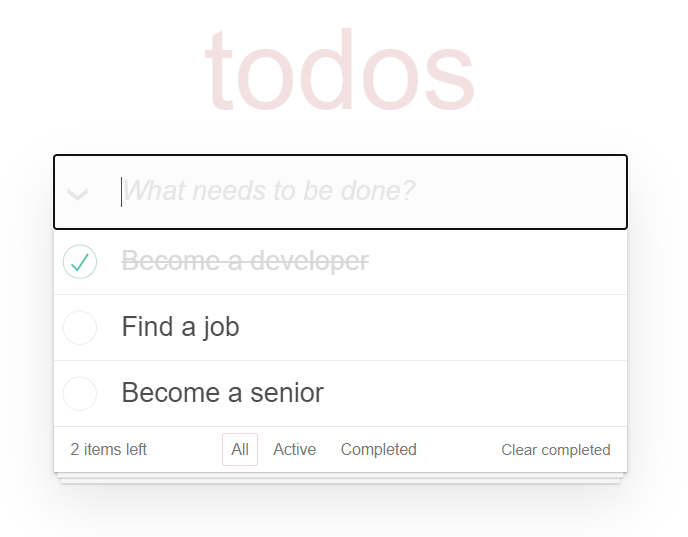 todos
What needs to be done?
Become a developer
Find a job
Become a senior
2 items left All Active Completed Clear completed